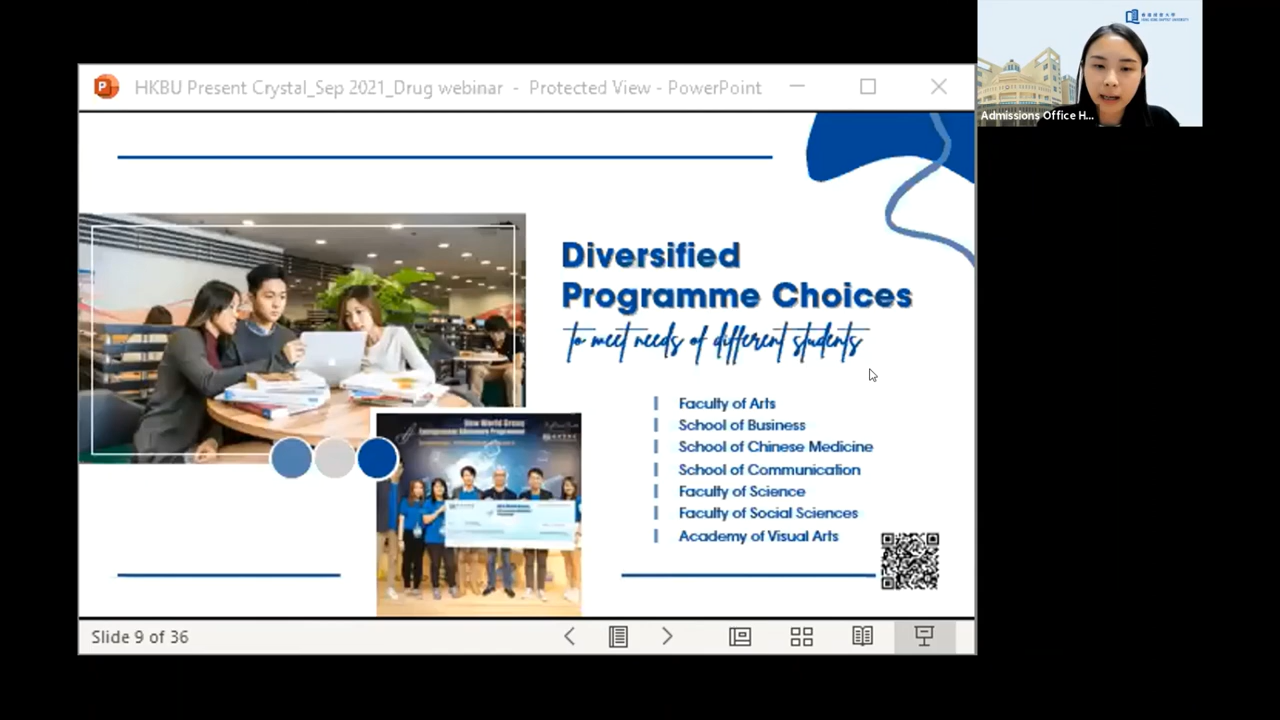 HKBU Present Crystal_Sep 2021_Drug webinar - Protected View - PowerPoint
Admissions Office H...
Diversified
Programme Choices
to meet needs of different students
Faculty of Arts
School of Business
School of Chinese Medicine
School of Communication
Faculty of Science
Faculty of Social Sciences
Academy of Visual Arts
New World Group
Slide 9 of 36